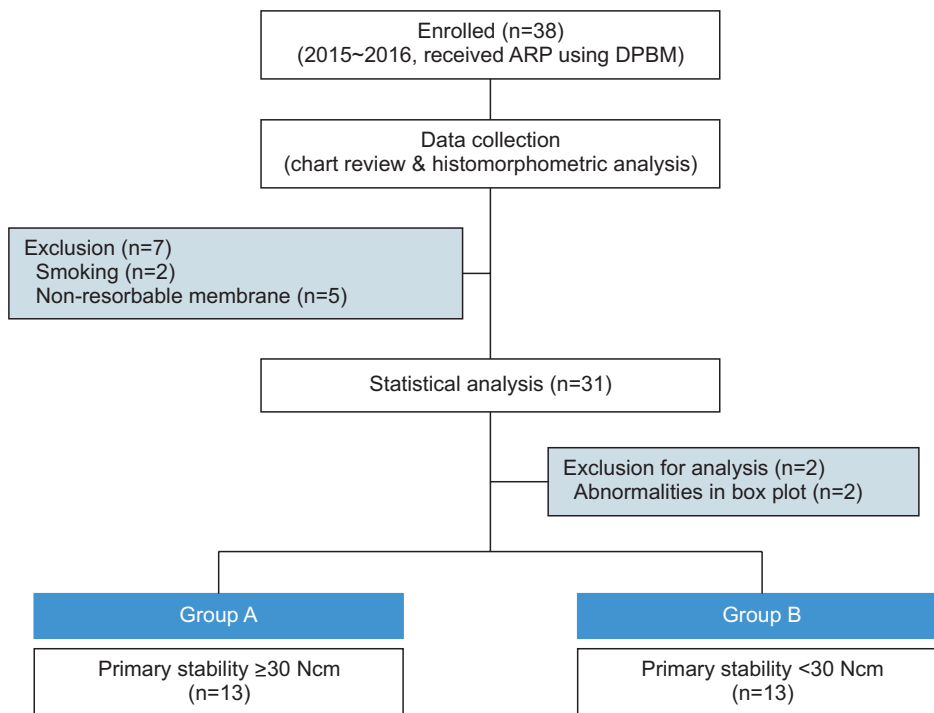 Enrolled (n=38)
(2015~2016, received ARP using DPBM)
Data collection
(chart review & histomorphometric analysis)
Exclusion (n=7)
Smoking (n=2)
Non-resorbable membrane (n=5)
Statistical analysis (n=31)
Exclusion for analysis (n=2)
Abnormalities in box plot (n=2)
Group A
Group B
Primary stability ≥30 Ncm
(n=13)
Primary stability <30 Ncm
(n=13)